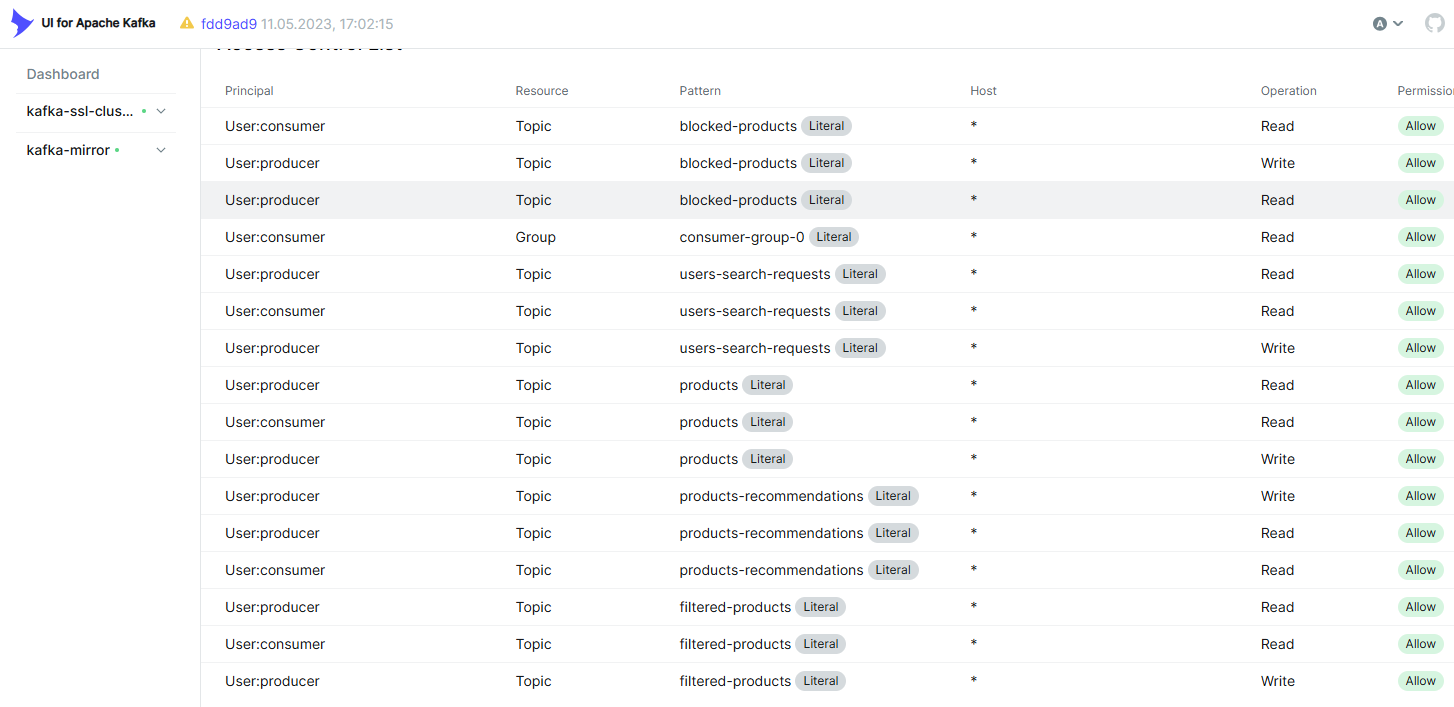 UI for Apache Kafka fdd9ad9 11.05.2023, 17:02:15 A
Access Control List
Dashboard
kafka-ssl-clus...
kafka-mirror
Principal Resource Pattern Host Operation Permissio
User:consumer Topic blocked-products Literal * Read Allow
User:producer Topic blocked-products Literal * Write Allow
User:producer Topic blocked-products Literal * Read Allow
User:consumer Group consumer-group-0 Literal * Read Allow
User:producer Topic users-search-requests Literal * Read Allow
User:consumer Topic users-search-requests Literal * Read Allow
User:producer Topic users-search-requests Literal * Write Allow
User:producer Topic products Literal * Read Allow
User:consumer Topic products Literal * Read Allow
User:producer Topic products Literal * Write Allow
User:producer Topic products-recommendations Literal * Write Allow
User:producer Topic products-recommendations Literal * Read Allow
User:consumer Topic products-recommendations Literal * Read Allow
User:producer Topic filtered-products Literal * Read Allow
User:consumer Topic filtered-products Literal * Read Allow
User:producer Topic filtered-products Literal * Write Allow